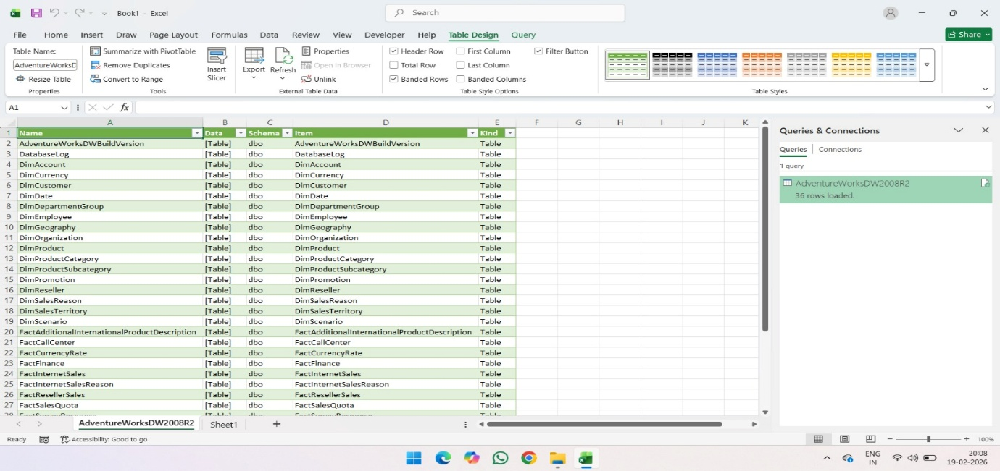 Book1 - Excel
Search
File Home Insert Draw Page Layout Formulas Data Review View Developer Help Table Design Query
Share
Table Name:
AdventureWorksD
Resize Table
Properties
Summarize with PivotTable
Remove Duplicates
Convert to Range
Tools
Insert
Slicer
Export Refresh
Properties
Open in Browser
Unlink
External Table Data
Header Row First Column Filter Button
Total Row Last Column
Banded Rows Banded Columns
Table Style Options
Table Styles
A1
fx
A B C D E F G H I J K
1 Name Data Schema Item Kind
2 AdventureWorksDWBuildVersion [Table] dbo AdventureWorksDWBuildVersion Table
3 DatabaseLog [Table] dbo DatabaseLog Table
4 DimAccount [Table] dbo DimAccount Table
5 DimCurrency [Table] dbo DimCurrency Table
6 DimCustomer [Table] dbo DimCustomer Table
7 DimDate [Table] dbo DimDate Table
8 DimDepartmentGroup [Table] dbo DimDepartmentGroup Table
9 DimEmployee [Table] dbo DimEmployee Table
10 DimGeography [Table] dbo DimGeography Table
11 DimOrganization [Table] dbo DimOrganization Table
12 DimProduct [Table] dbo DimProduct Table
13 DimProductCategory [Table] dbo DimProductCategory Table
14 DimProductSubcategory [Table] dbo DimProductSubcategory Table
15 DimPromotion [Table] dbo DimPromotion Table
16 DimReseller [Table] dbo DimReseller Table
17 DimSalesReason [Table] dbo DimSalesReason Table
18 DimSalesTerritory [Table] dbo DimSalesTerritory Table
19 DimScenario [Table] dbo DimScenario Table
20 FactAdditionalInternationalProductDescription [Table] dbo FactAdditionalInternationalProductDescription Table
21 FactCallCenter [Table] dbo FactCallCenter Table
22 FactCurrencyRate [Table] dbo FactCurrencyRate Table
23 FactFinance [Table] dbo FactFinance Table
24 FactInternetSales [Table] dbo FactInternetSales Table
25 FactInternetSalesReason [Table] dbo FactInternetSalesReason Table
26 FactResellerSales [Table] dbo FactResellerSales Table
27 FactSalesQuota [Table] dbo FactSalesQuota Table
Queries & Connections
Queries Connections
1 query
AdventureWorksDW2008R2
36 rows loaded.
AdventureWorksDW2008R2 Sheet1
Ready Accessibility: Good to go
100%
ENG
IN
20:08
19-02-2026